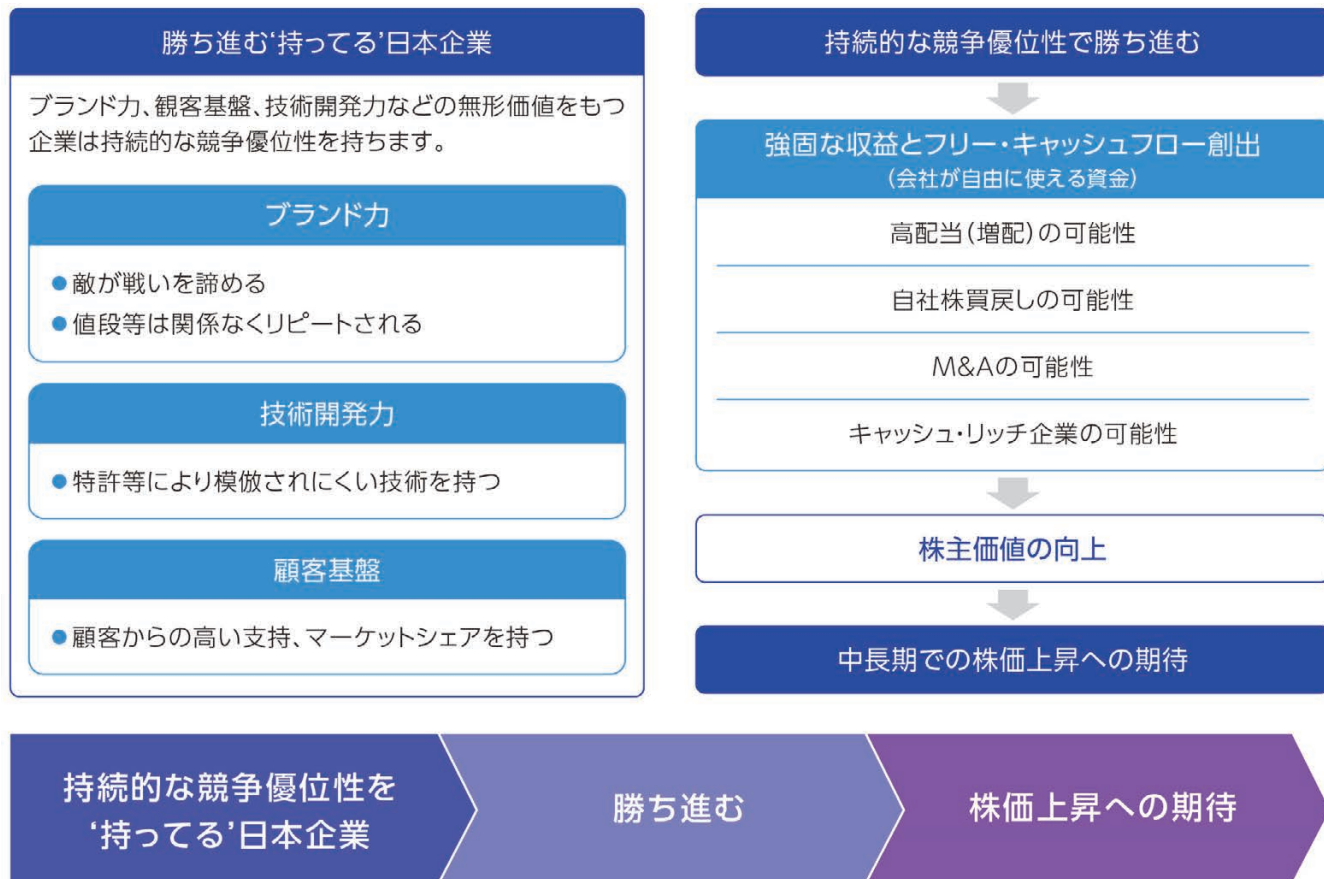 勝ち進む‘持ってる’日本企業
ブランド力、観客基盤、技術開発力などの無形価値をもつ
企業は持続的な競争優位性を持ちます。
ブランド力
●敵が戦いを諦める
●値段等は関係なくリピートされる
技術開発力
●特許等により模倣されにくい技術を持つ
顧客基盤
●顧客からの高い支持、マーケットシェアを持つ
持続的な競争優位性で勝ち進む
強固な収益とフリー・キャッシュフロー創出
(会社が自由に使える資金)
高配当(増配)の可能性
自社株買戻しの可能性
M&Aの可能性
キャッシュ・リッチ企業の可能性
株主価値の向上
中長期での株価上昇への期待
持続的な競争優位性を
‘持ってる’日本企業
勝ち進む
株価上昇への期待